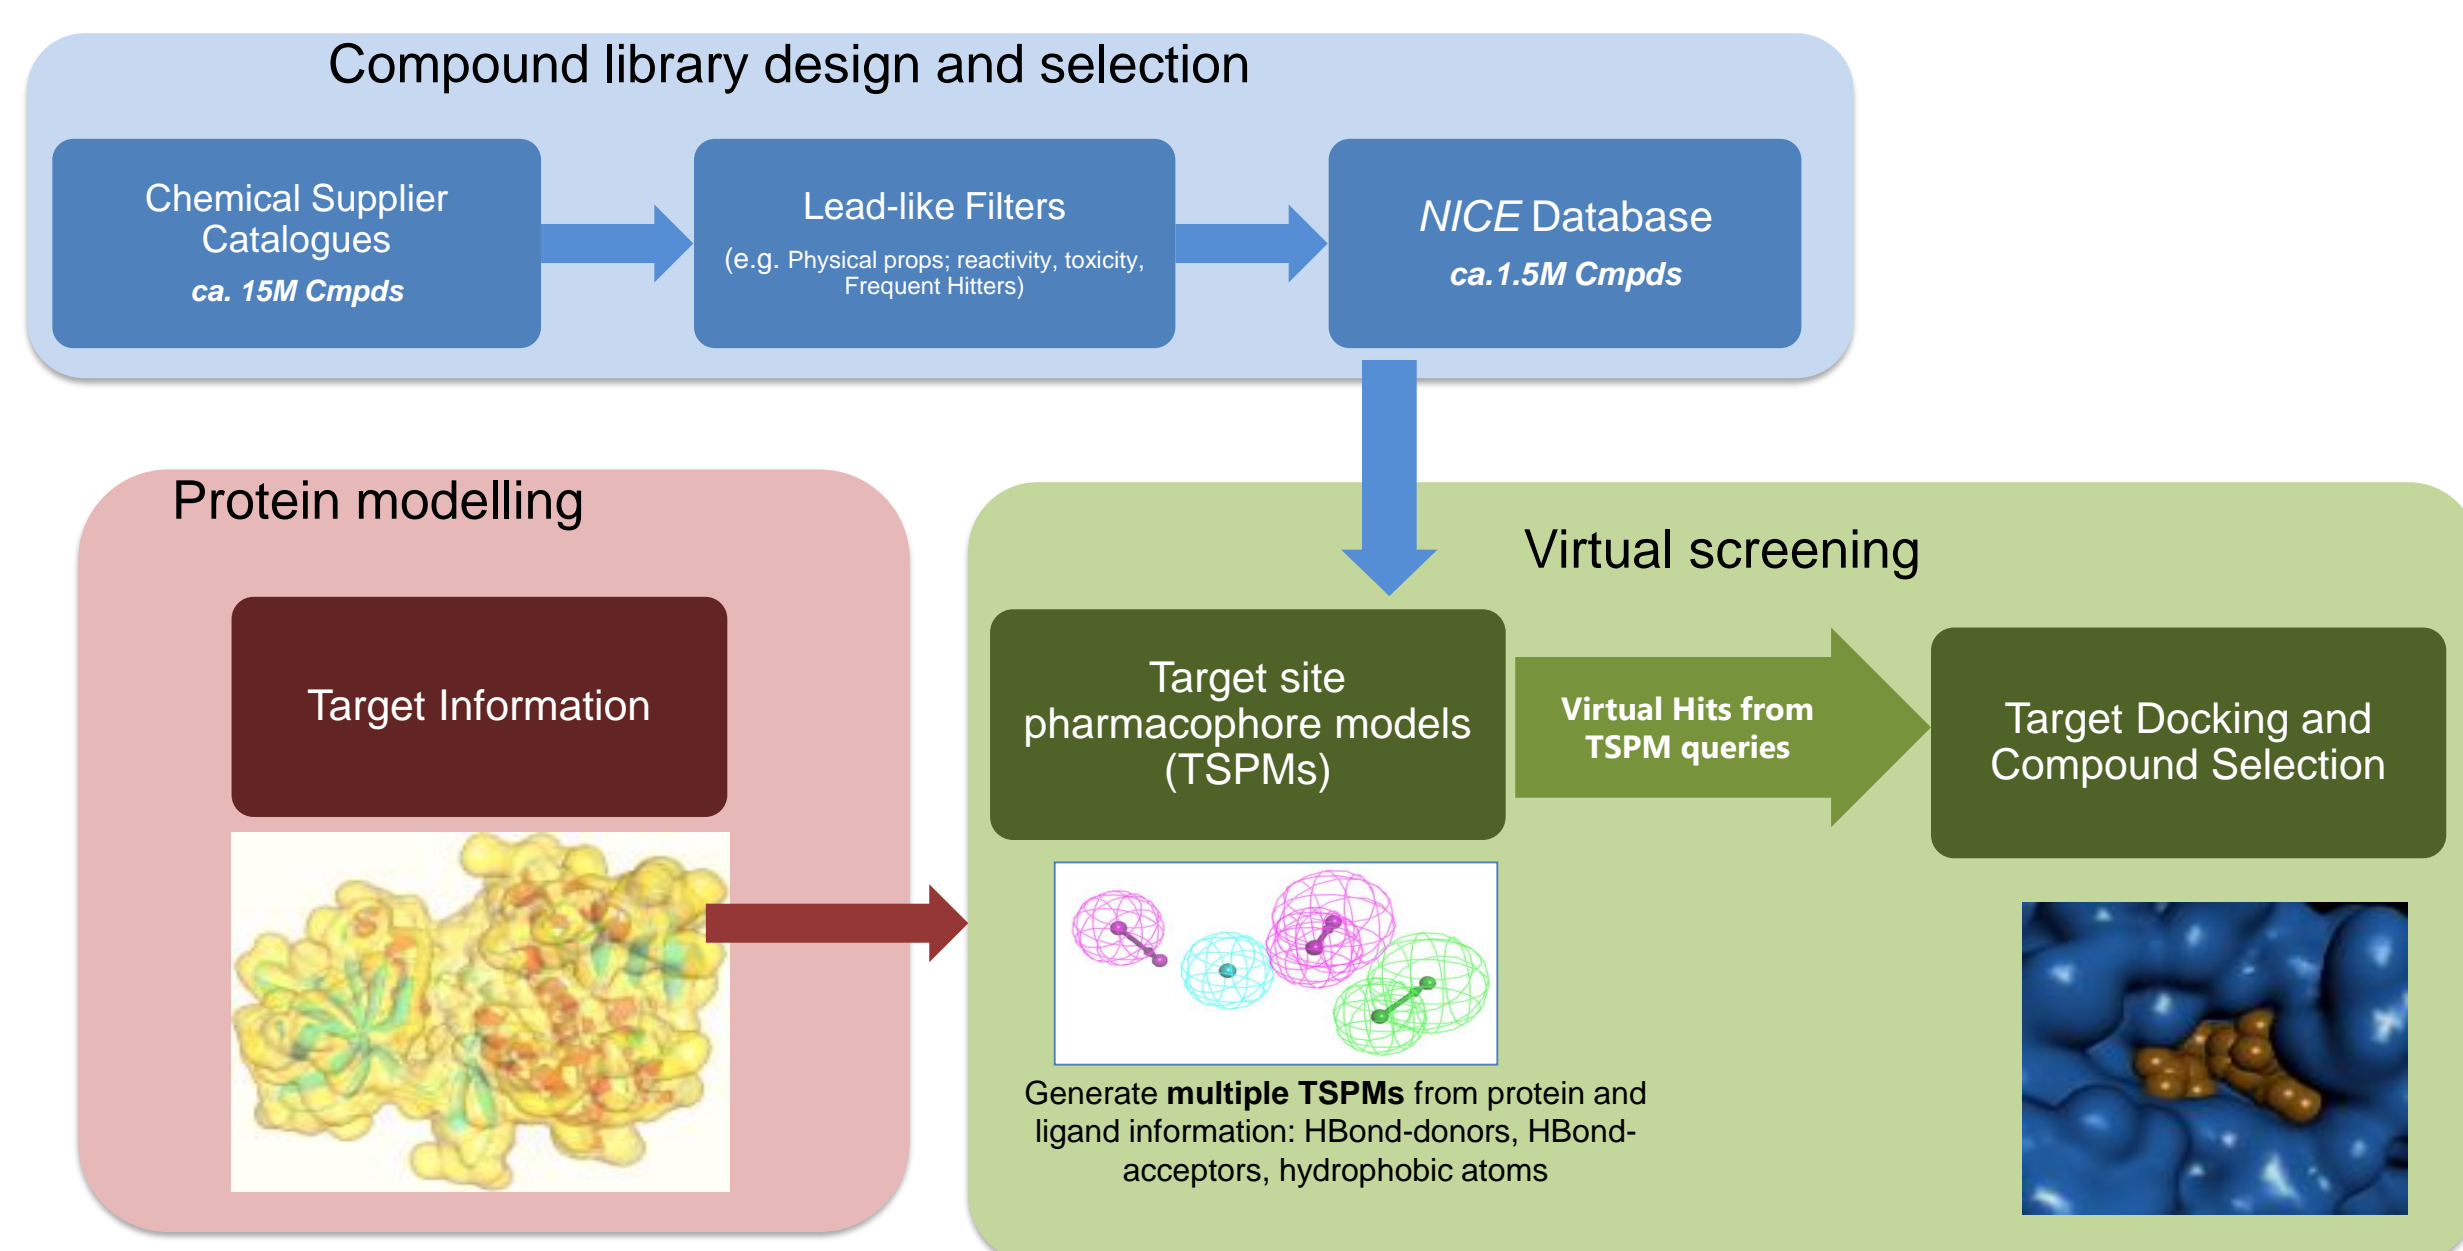 Compound library design and selection
Chemical Supplier
Catalogues
ca. 15M Cmpds
Lead-like Filters
(e.g. Physical props; reactivity, toxicity,
Frequent Hitters)
NICE Database
ca.1.5M Cmpds
Protein modelling
Target Information
Virtual screening
Target site
pharmacophore models
(TSPMs)
Virtual Hits from
TSPM queries
Target Docking and
Compound Selection
Generate multiple TSPMs from protein and
ligand information: HBond-donors, HBond-
acceptors, hydrophobic atoms